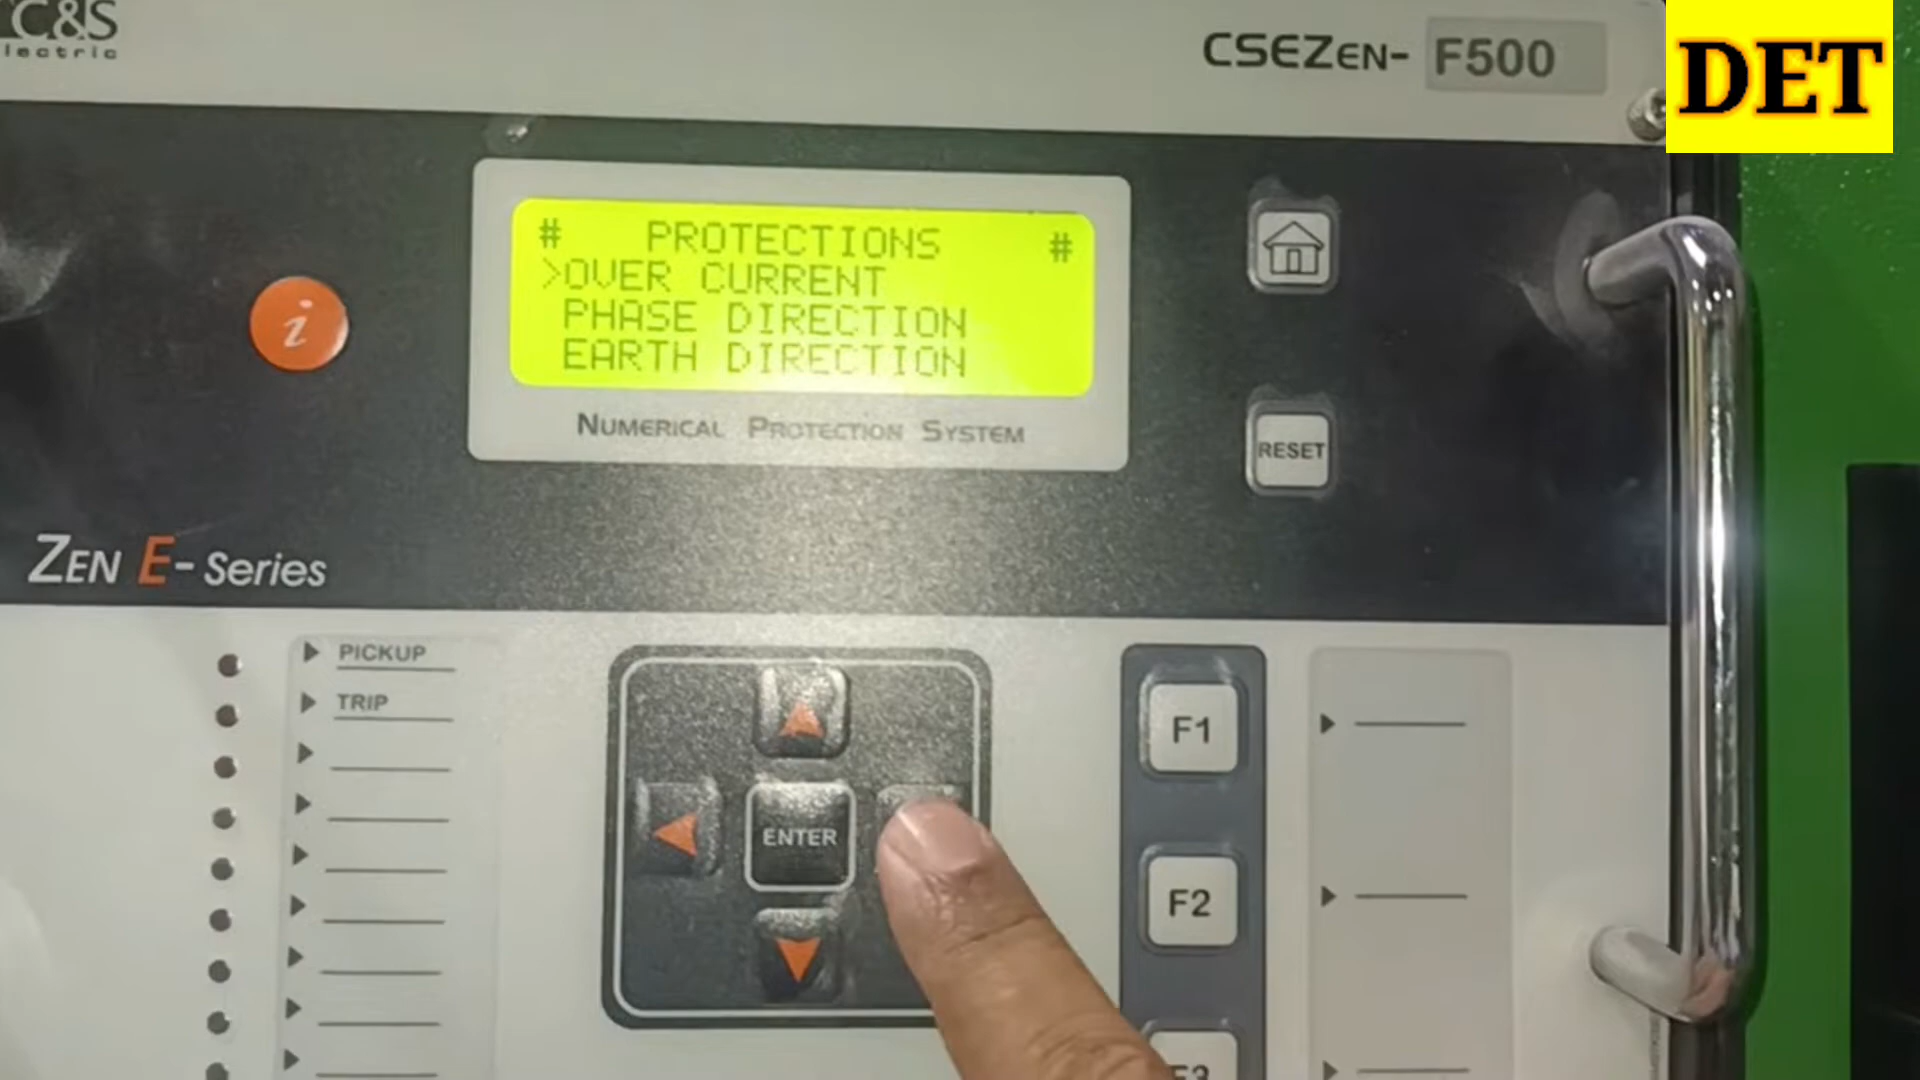 C&S
lectric
CSEZEN- F500
DET
# PROTECTIONS #
>OVER CURRENT
PHASE DIRECTION
EARTH DIRECTION
NUMERICAL PROTECTION SYSTEM
i
RESET
ZEN E-Series
PICKUP
TRIP
ENTER
F1
F2
F3